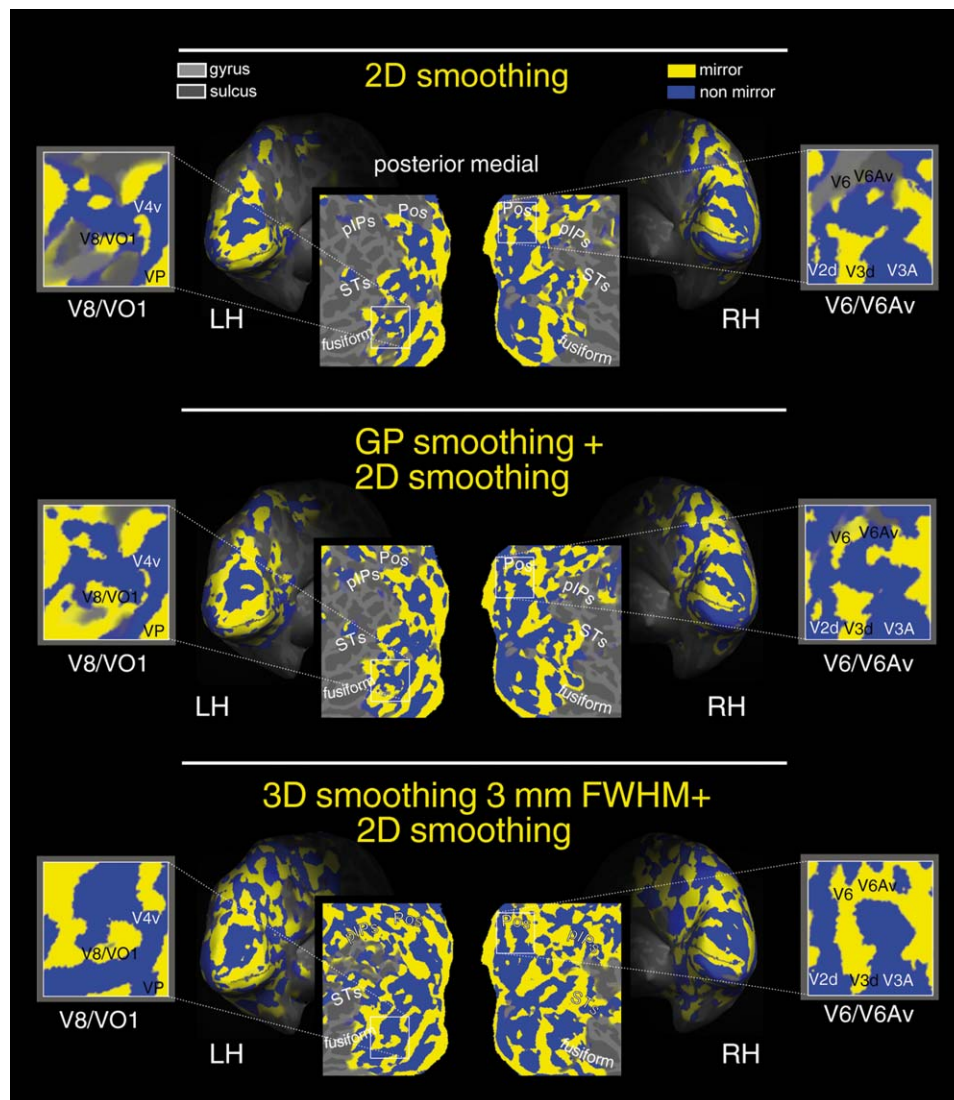 2D smoothing
gyrus
sulcus
mirror
non mirror
posterior medial
V4v
V8/VO1
VP
V8/VO1
LH
pIPs
Pos
STs
fusiform
Pos
pIPs
STs
fusiform
RH
V6 V6Av
V2d V3d V3A
V6/V6Av
GP smoothing +
2D smoothing
V4v
V8/VO1
VP
V8/VO1
LH
Pos
pIPs
STs
fusiform
Pos
pIPs
STs
fusiform
RH
V6 V6Av
V2d V3d V3A
V6/V6Av
3D smoothing 3 mm FWHM+
2D smoothing
V4v
V8/VO1
VP
V8/VO1
LH
Pos
pIPs
STs
fusiform
Pos
pIPs
STs
fusiform
RH
V6 V6Av
V2d V3d V3A
V6/V6Av